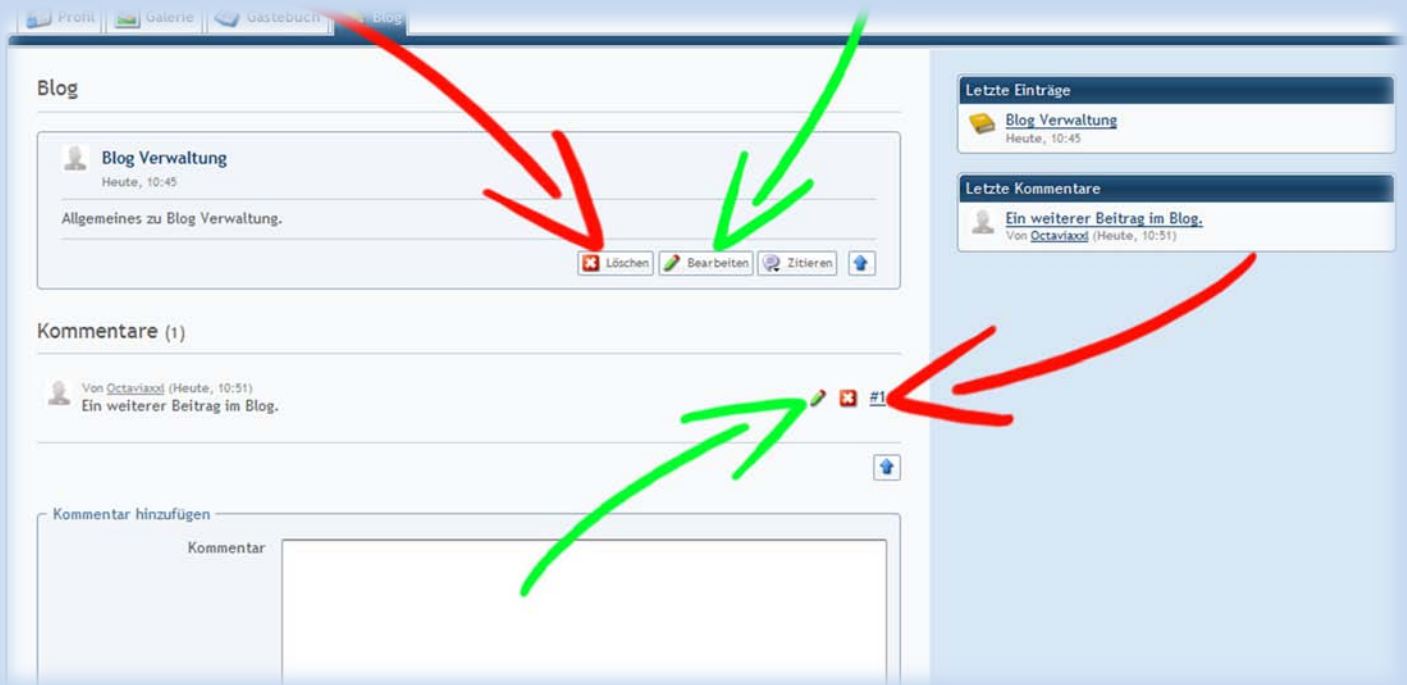 Profil Galerie Gästebuch Blog
Blog
Blog Verwaltung
Heute, 10:45
Allgemeines zu Blog Verwaltung.
Löschen Bearbeiten Zitieren
Kommentare (1)
Von Octaviaxxl (Heute, 10:51)
Ein weiterer Beitrag im Blog.
#1
Kommentar hinzufügen
Kommentar
Letzte Einträge
Blog Verwaltung
Heute, 10:45
Letzte Kommentare
Ein weiterer Beitrag im Blog.
Von Octaviaxxl (Heute, 10:51)